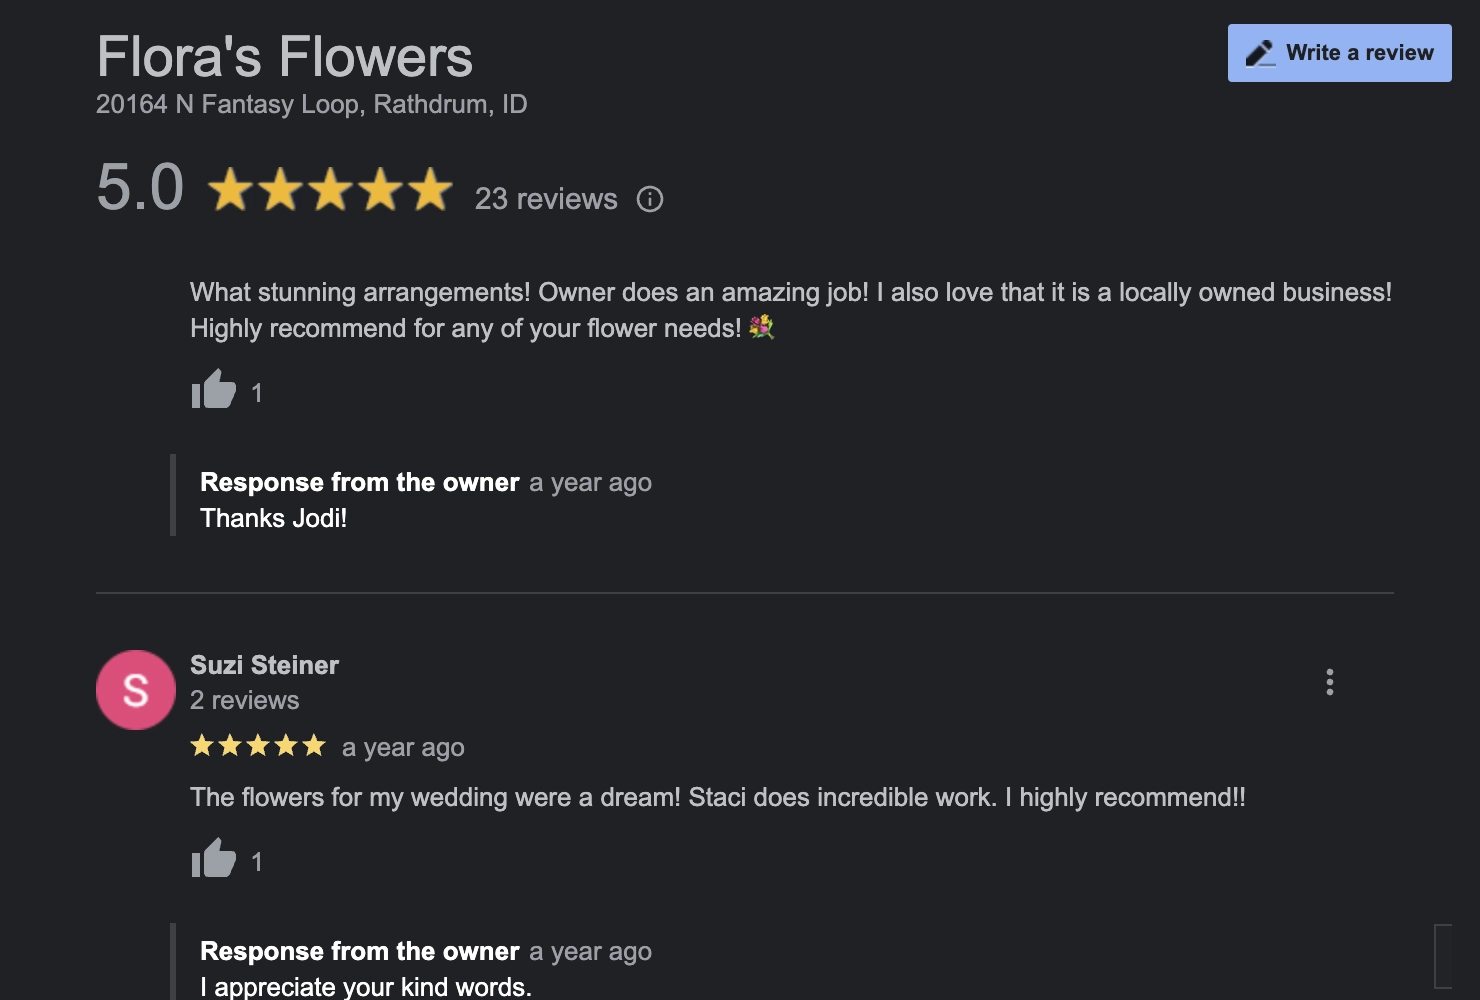 Flora's Flowers
Write a review
20164 N Fantasy Loop, Rathdrum, ID
5.0 23 reviews
What stunning arrangements! Owner does an amazing job! I also love that it is a locally owned business!
Highly recommend for any of your flower needs! 💐
1
Response from the owner a year ago
Thanks Jodi!
S
Suzi Steiner
2 reviews
a year ago
The flowers for my wedding were a dream! Staci does incredible work. I highly recommend!!
1
Response from the owner a year ago
I appreciate your kind words.